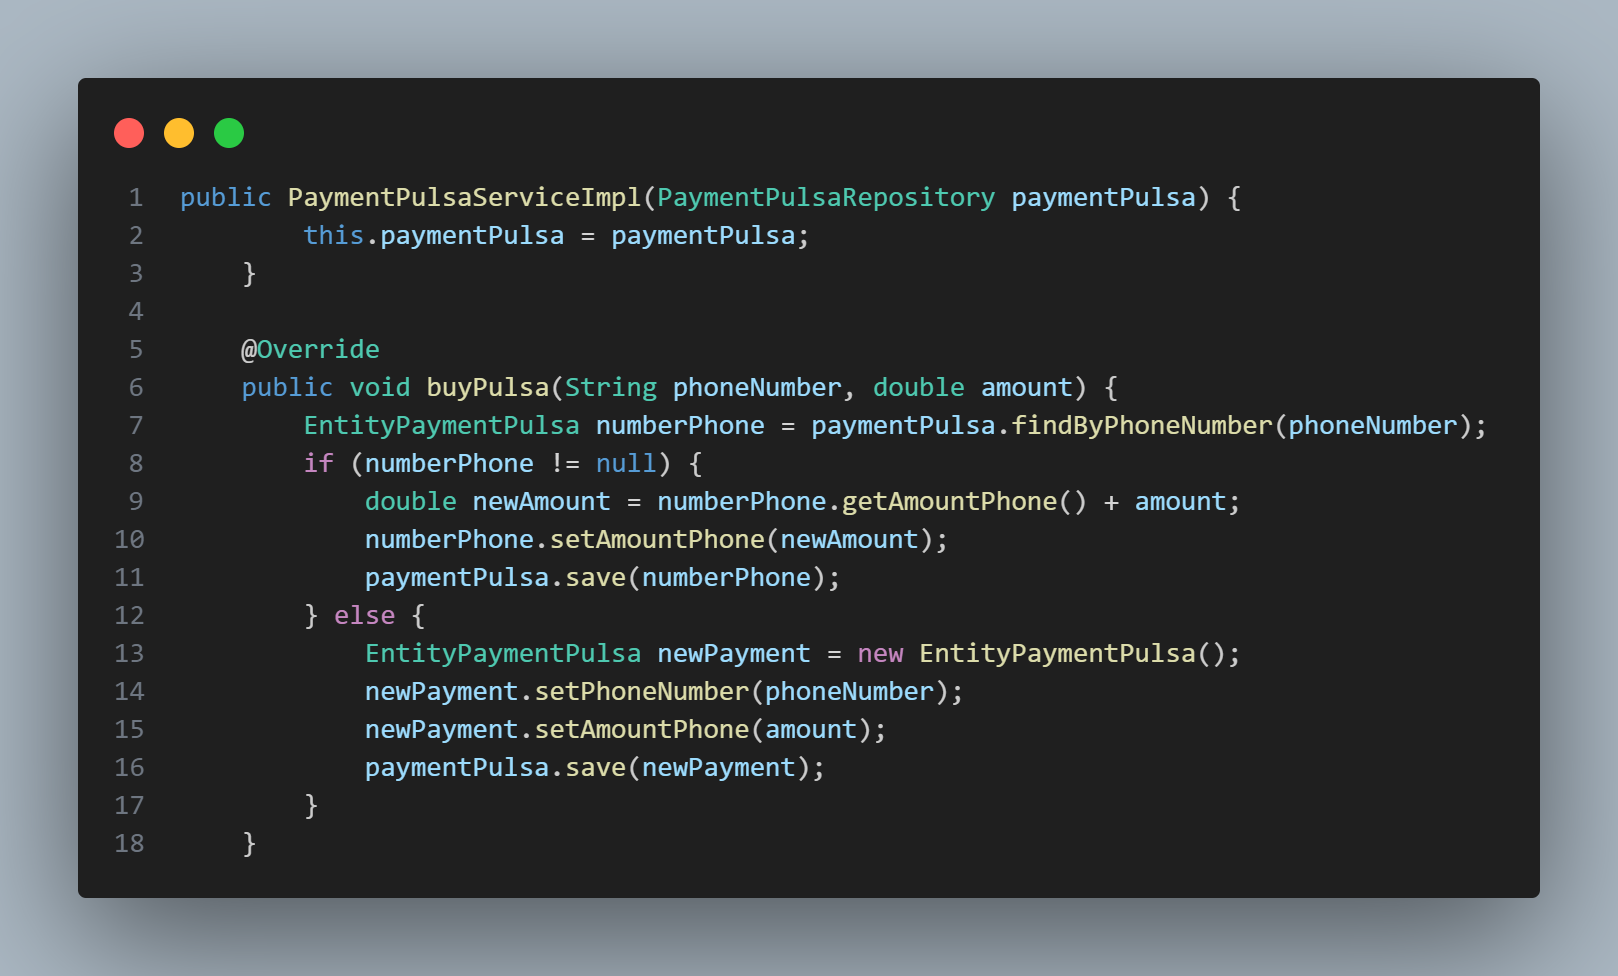 1 public PaymentPulsaServiceImpl(PaymentPulsaRepository paymentPulsa) {
2 this.paymentPulsa = paymentPulsa;
3 }
4
5 @Override
6 public void buyPulsa(String phoneNumber, double amount) {
7 EntityPaymentPulsa numberPhone = paymentPulsa.findByPhoneNumber(phoneNumber);
8 if (numberPhone != null) {
9 double newAmount = numberPhone.getAmountPhone() + amount;
10 numberPhone.setAmountPhone(newAmount);
11 paymentPulsa.save(numberPhone);
12 } else {
13 EntityPaymentPulsa newPayment = new EntityPaymentPulsa();
14 newPayment.setPhoneNumber(phoneNumber);
15 newPayment.setAmountPhone(amount);
16 paymentPulsa.save(newPayment);
17 }
18 }